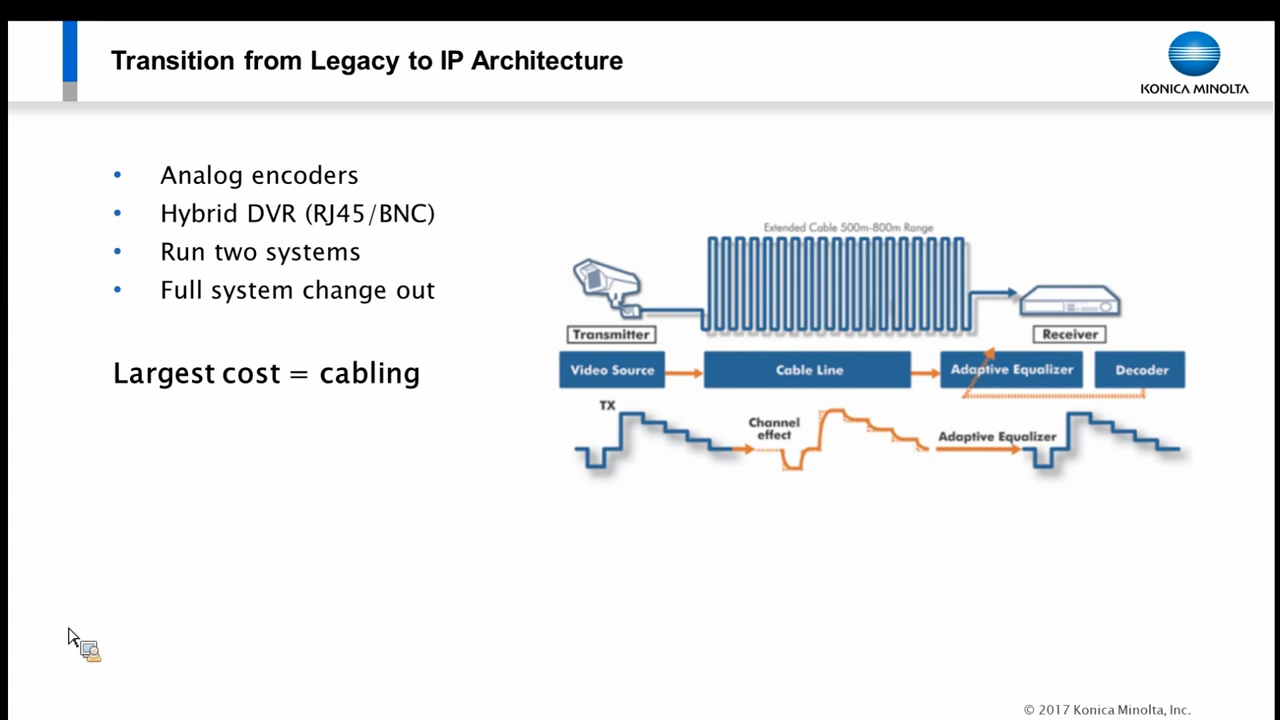 Transition from Legacy to IP Architecture
KONICA MINOLTA
• Analog encoders
• Hybrid DVR (RJ45/BNC)
• Run two systems
• Full system change out
Largest cost = cabling
Extended Cable 500m-800m Range
Transmitter
Receiver
Video Source
Cable Line
Adaptive Equalizer
Decoder
TX
Channel
effect
Adaptive Equalizer
© 2017 Konica Minolta, Inc.